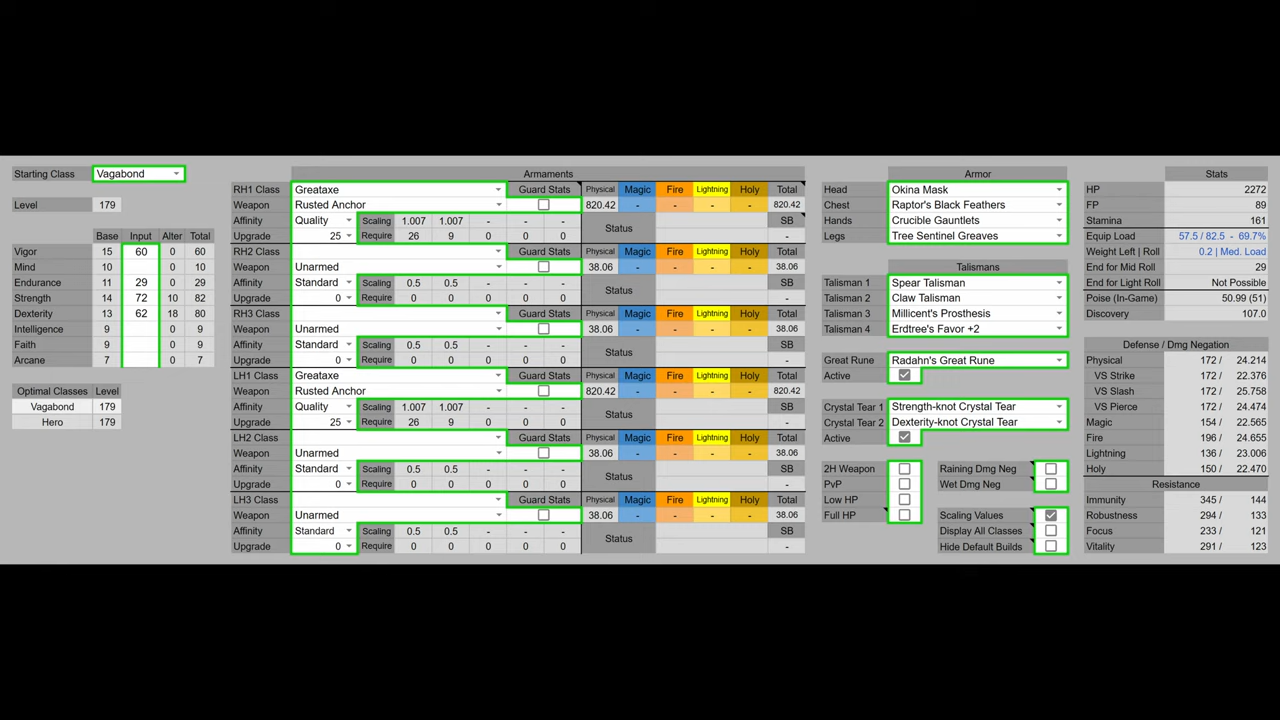 Starting Class Vagabond
Level 179
Base Input Alter Total
Vigor 15 60 0 60
Mind 10 0 10
Endurance 11 29 0 29
Strength 14 72 10 82
Dexterity 13 62 18 80
Intelligence 9 0 9
Faith 9 0 9
Arcane 7 0 7
Optimal Classes Level
Vagabond 179
Hero 179
Armaments
RH1 Class Greataxe Guard Stats Physical Magic Fire Lightning Holy Total
Weapon Rusted Anchor 820.42 - - - - 820.42
Affinity Quality Scaling 1.007 1.007 - - - Status SB
Upgrade 25 Require 26 9 0 0 0 -
RH2 Class Guard Stats Physical Magic Fire Lightning Holy Total
Weapon Unarmed 38.06 - - - - 38.06
Affinity Standard Scaling 0.5 0.5 - - - Status SB
Upgrade 0 Require 0 0 0 0 0 -
RH3 Class Guard Stats Physical Magic Fire Lightning Holy Total
Weapon Unarmed 38.06 - - - - 38.06
Affinity Standard Scaling 0.5 0.5 - - - Status SB
Upgrade 0 Require 0 0 0 0 0 -
LH1 Class Greataxe Guard Stats Physical Magic Fire Lightning Holy Total
Weapon Rusted Anchor 820.42 - - - - 820.42
Affinity Quality Scaling 1.007 1.007 - - - Status SB
Upgrade 25 Require 26 9 0 0 0 -
LH2 Class Guard Stats Physical Magic Fire Lightning Holy Total
Weapon Unarmed 38.06 - - - - 38.06
Affinity Standard Scaling 0.5 0.5 - - - Status SB
Upgrade 0 Require 0 0 0 0 0 -
LH3 Class Guard Stats Physical Magic Fire Lightning Holy Total
Weapon Unarmed 38.06 - - - - 38.06
Affinity Standard Scaling 0.5 0.5 - - - Status SB
Upgrade 0 Require 0 0 0 0 0 -
Armor
Head Okina Mask
Chest Raptor's Black Feathers
Hands Crucible Gauntlets
Legs Tree Sentinel Greaves
Talismans
Talisman 1 Spear Talisman
Talisman 2 Claw Talisman
Talisman 3 Millicent's Prosthesis
Talisman 4 Erdtree's Favor +2
Great Rune Radahn's Great Rune
Active
Crystal Tear 1 Strength-knot Crystal Tear
Crystal Tear 2 Dexterity-knot Crystal Tear
Active
2H Weapon Raining Dmg Neg
PvP Wet Dmg Neg
Low HP
Full HP Scaling Values
Display All Classes
Hide Default Builds
Stats
HP 2272
FP 89
Stamina 161
Equip Load 57.5 / 82.5 - 69.7%
Weight Left | Roll 0.2 | Med. Load
End for Mid Roll 29
End for Light Roll Not Possible
Poise (In-Game) 50.99 (51)
Discovery 107.0
Defense / Dmg Negation
Physical 172 / 24.214
VS Strike 172 / 22.376
VS Slash 172 / 25.758
VS Pierce 172 / 24.474
Magic 154 / 22.565
Fire 196 / 24.655
Lightning 136 / 23.006
Holy 150 / 22.470
Resistance
Immunity 345 / 144
Robustness 294 / 133
Focus 233 / 121
Vitality 291 / 123